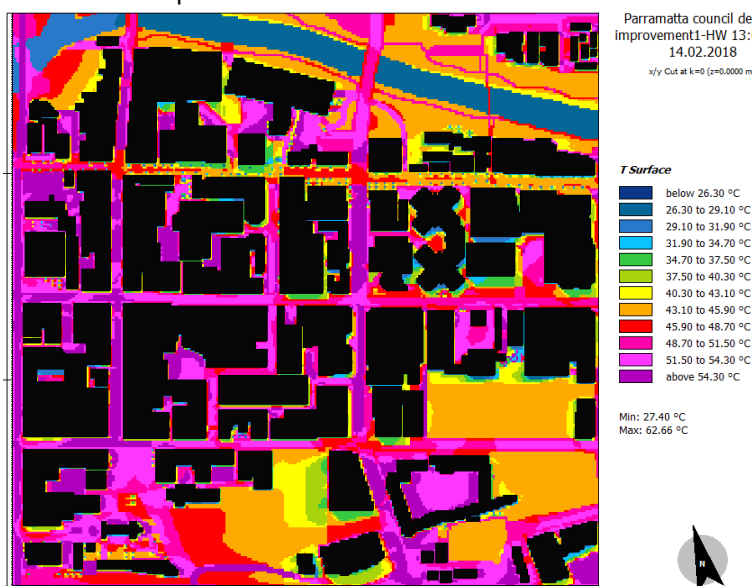 Parramatta council de
improvement1-HW 13:
14.02.2018
x/y Cut at k=0 (z=0.0000 m
T Surface
below 26.30 °C
26.30 to 29.10 °C
29.10 to 31.90 °C
31.90 to 34.70 °C
34.70 to 37.50 °C
37.50 to 40.30 °C
40.30 to 43.10 °C
43.10 to 45.90 °C
45.90 to 48.70 °C
48.70 to 51.50 °C
51.50 to 54.30 °C
above 54.30 °C
Min: 27.40 °C
Max: 62.66 °C
N